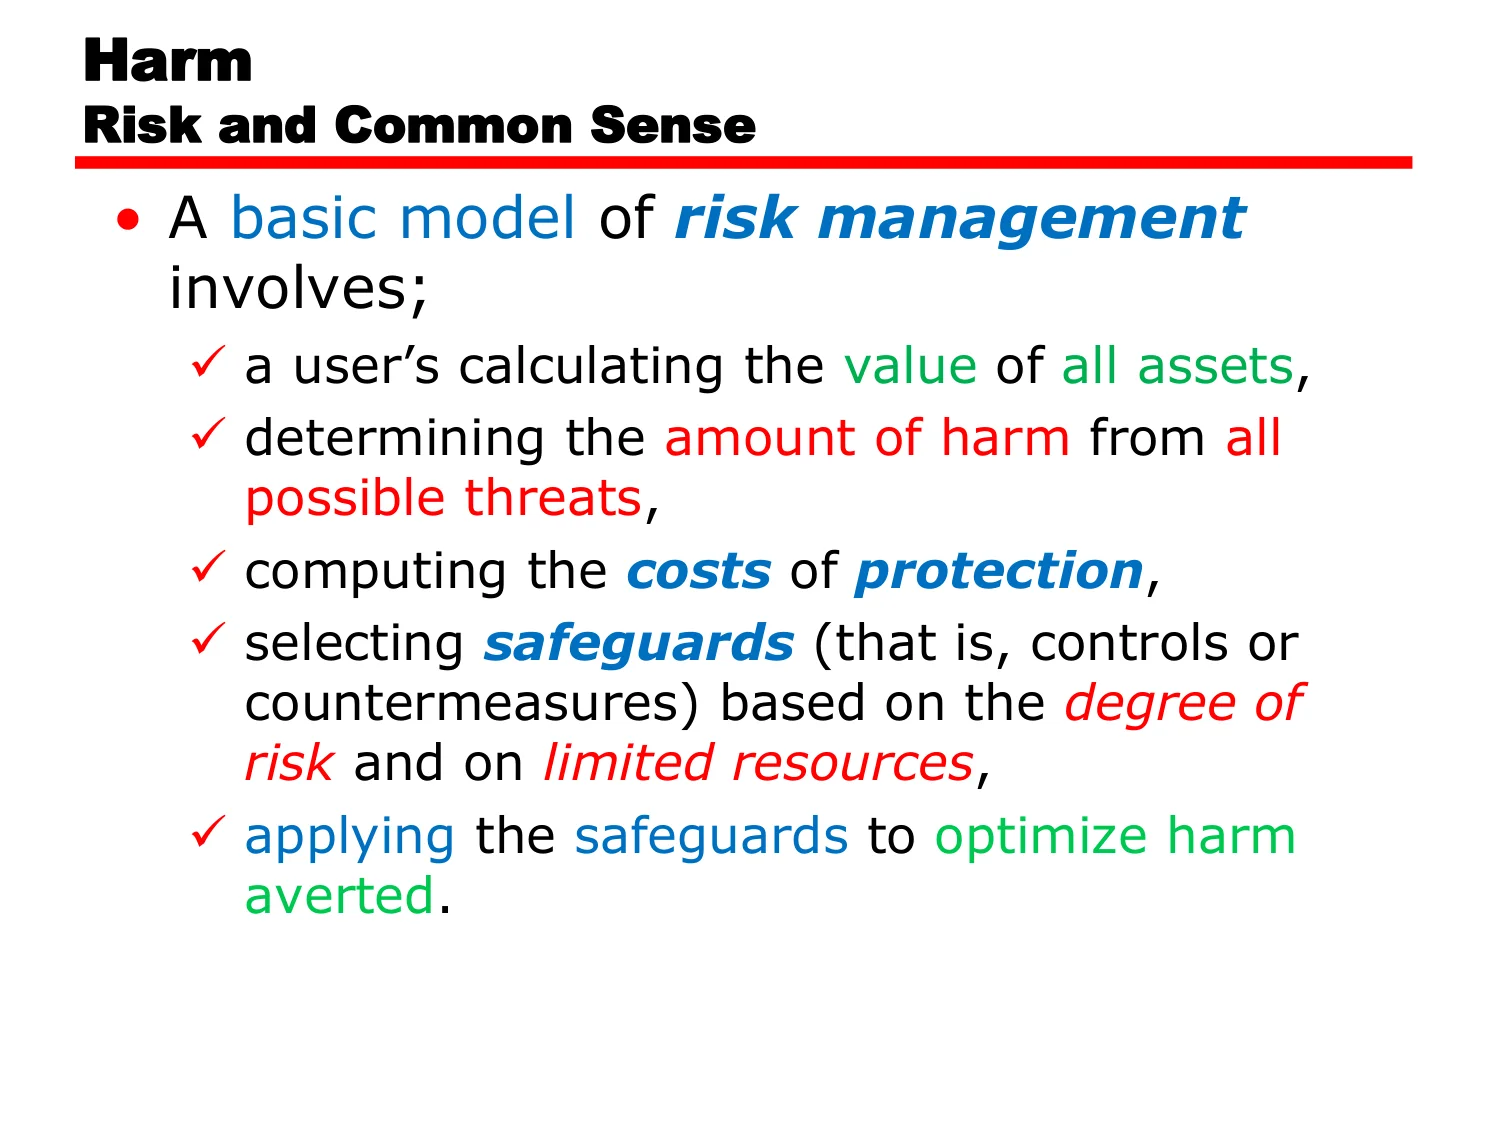 Harm
Risk and Common Sense
• A basic model of risk management
involves;
✓ a user’s calculating the value of all assets,
✓ determining the amount of harm from all
possible threats,
✓ computing the costs of protection,
✓ selecting safeguards (that is, controls or
countermeasures) based on the degree of
risk and on limited resources,
✓ applying the safeguards to optimize harm
averted.